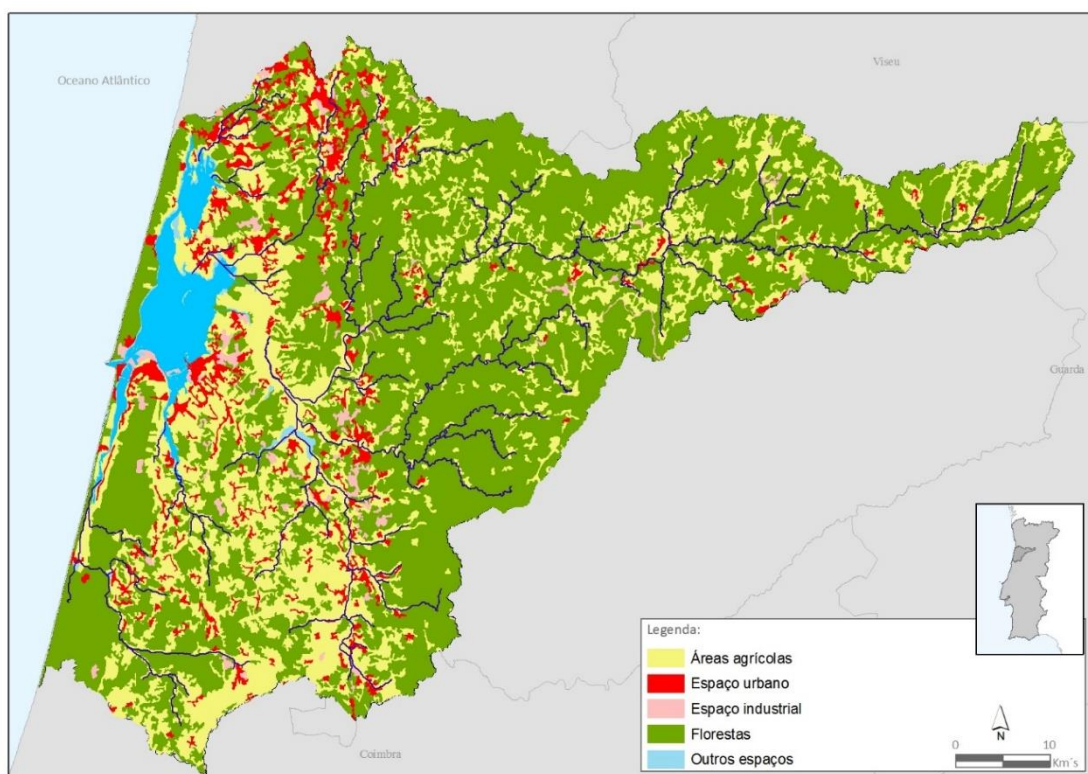 Oceano Atlântico
Viseu
Guarda
Coimbra
Legenda:
Áreas agrícolas
Espaço urbano
Espaço industrial
Florestas
Outros espaços
N
0 10
Km´s